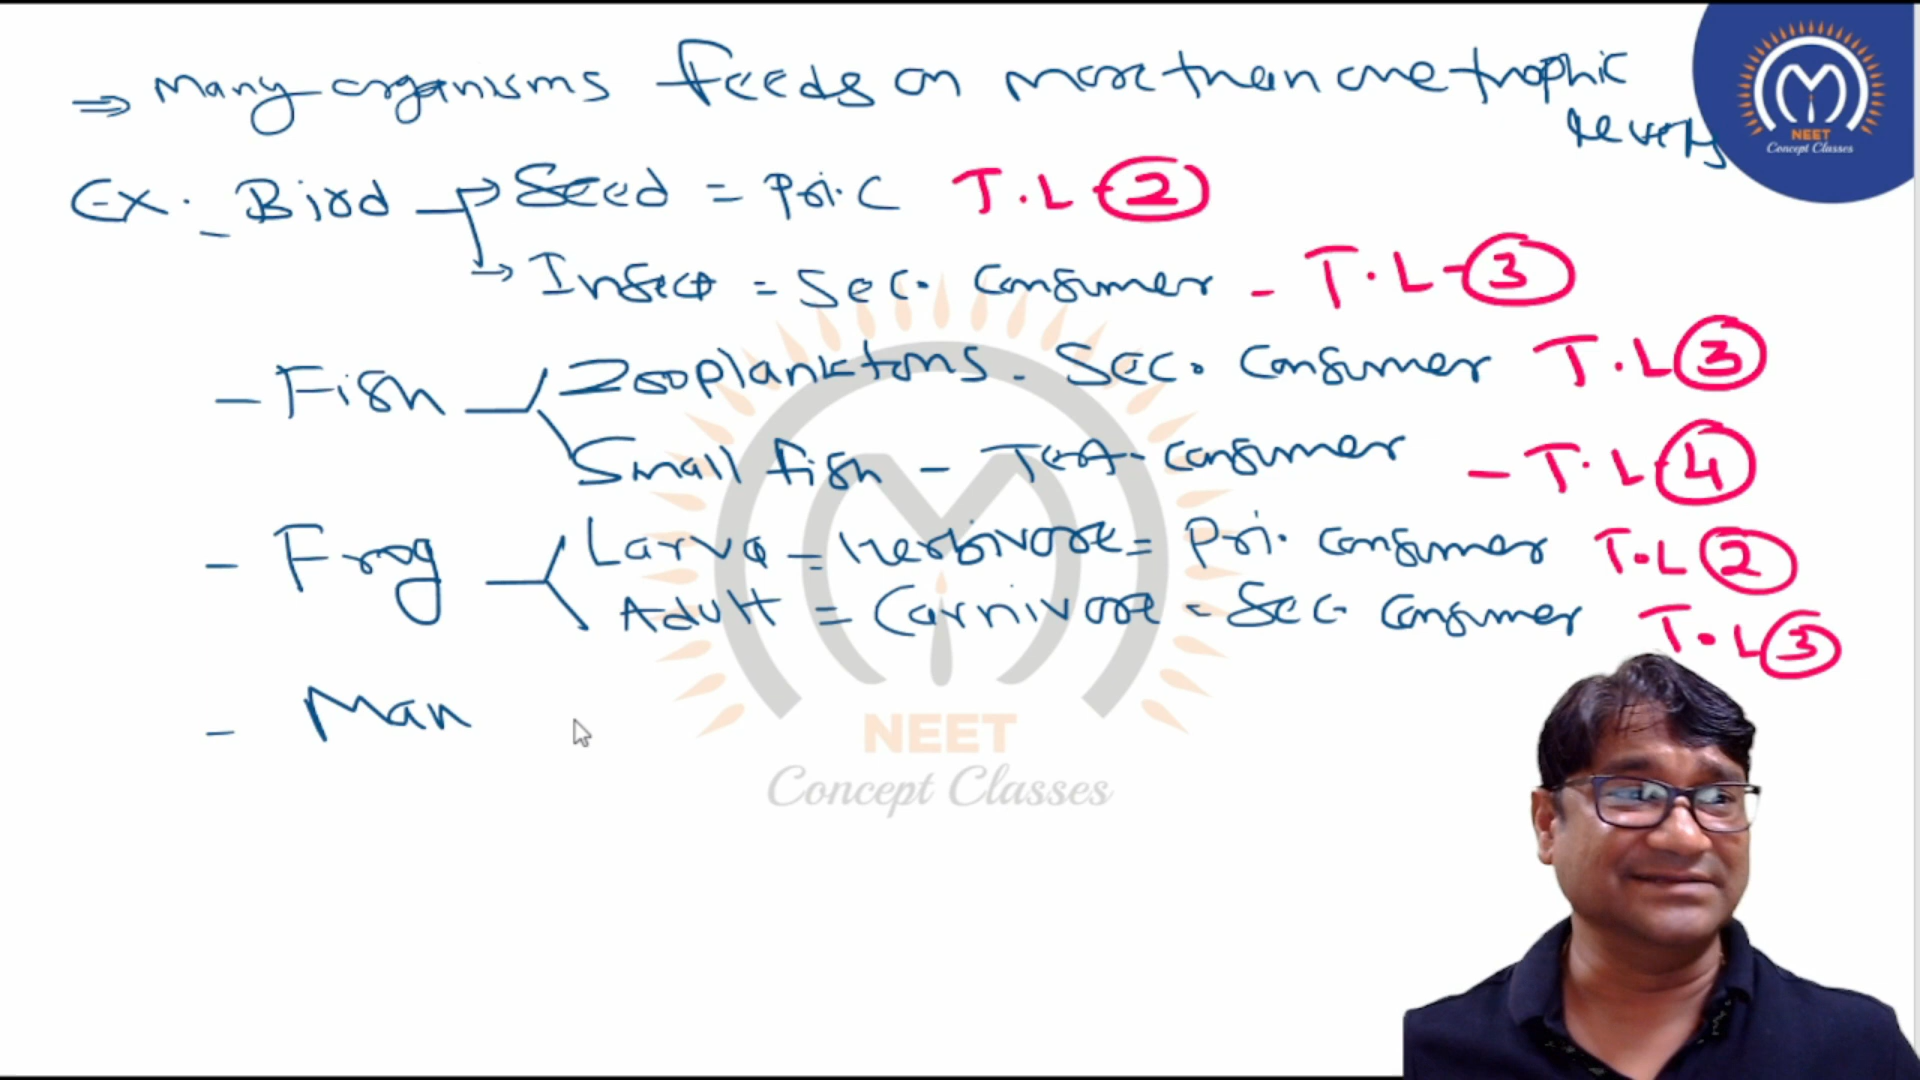 ⇒ Many organisms feeds on more than one trophic
levels
Ex:- Bird → Seed = Pri. C T.L-2
→ Insect = Sec. Consumer - T.L-3
- Fish Zooplanktons - Sec. Consumer T.L 3
Small fish - Tert. Consumer - T.L 4
- Frog Larva = Herbivore = Pri. Consumer T.L 2
Adult = Carnivore = Sec. Consumer T.L 3
- Man
NEET
Concept Classes
NEET
Concept Classes